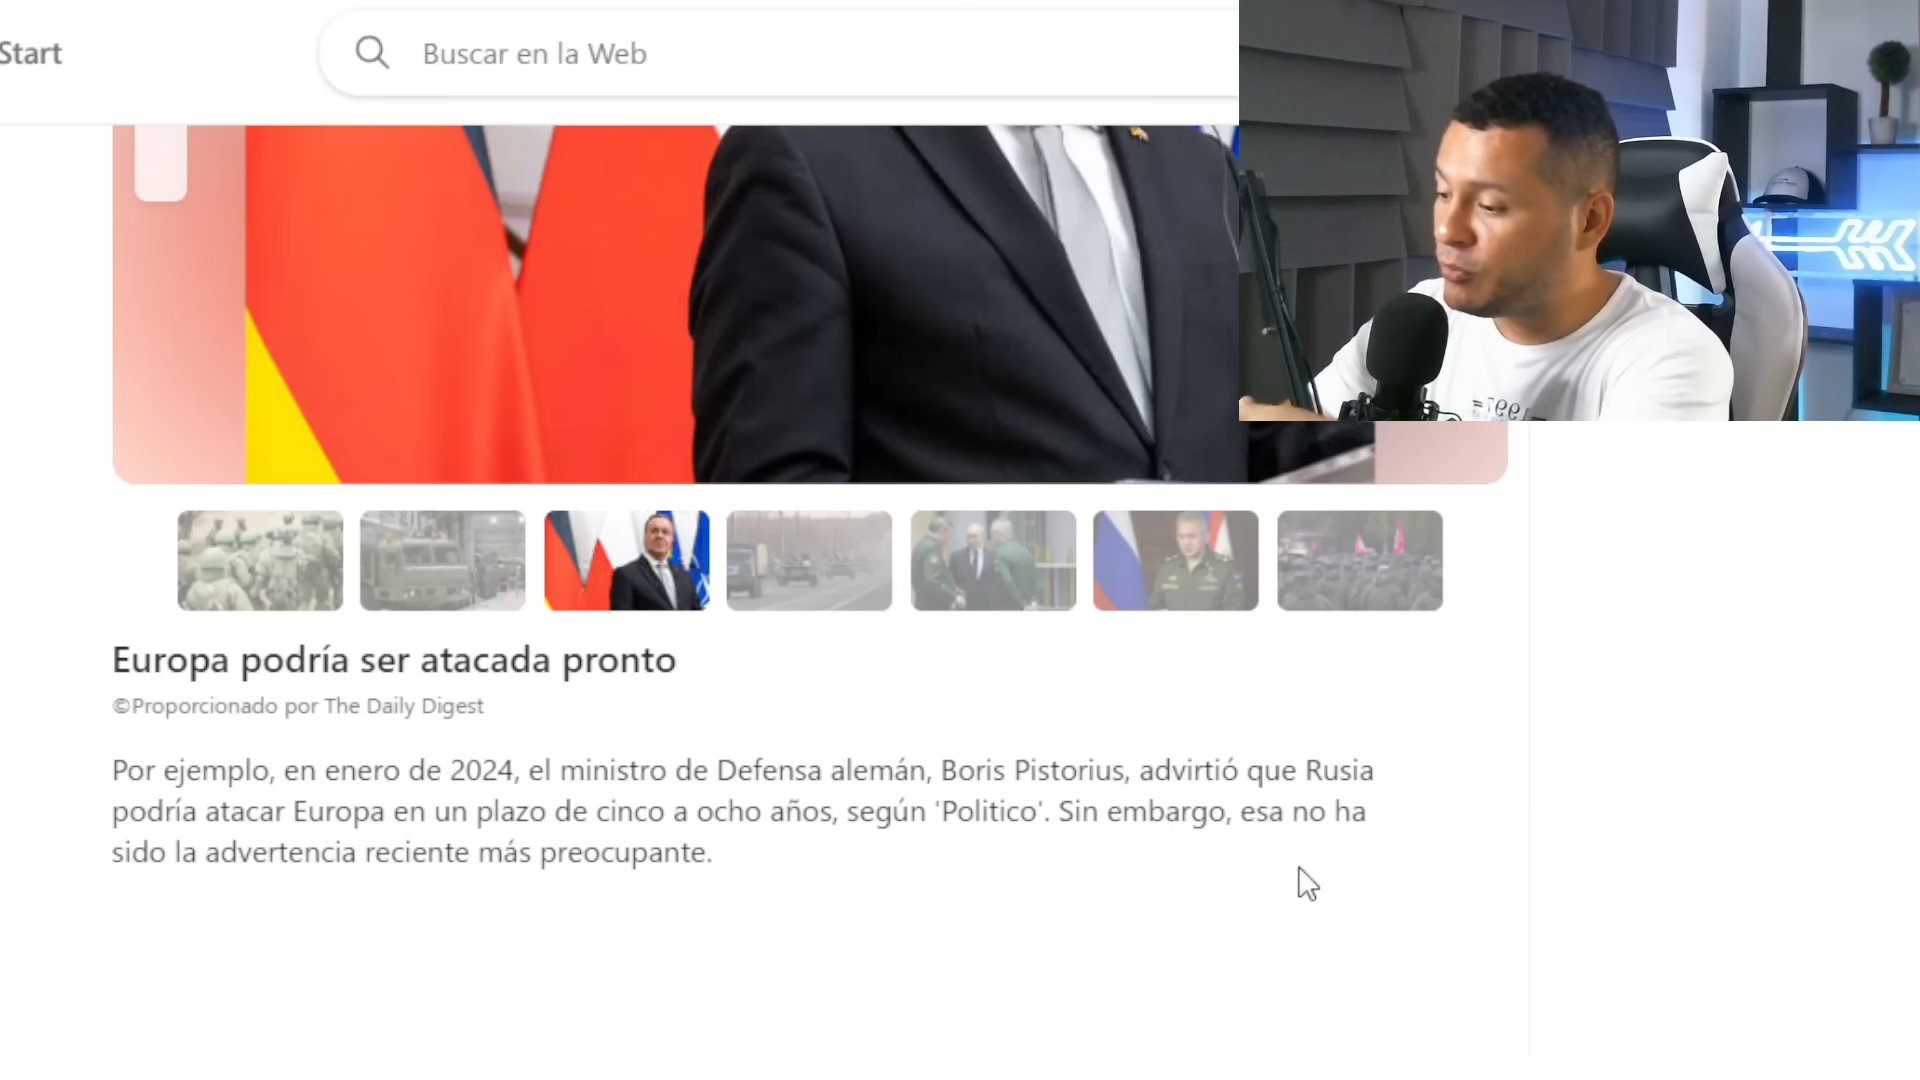 Start
Buscar en la Web
Europa podría ser atacada pronto
©Proporcionado por The Daily Digest
Por ejemplo, en enero de 2024, el ministro de Defensa alemán, Boris Pistorius, advirtió que Rusia
podría atacar Europa en un plazo de cinco a ocho años, según 'Politico'. Sin embargo, esa no ha
sido la advertencia reciente más preocupante.